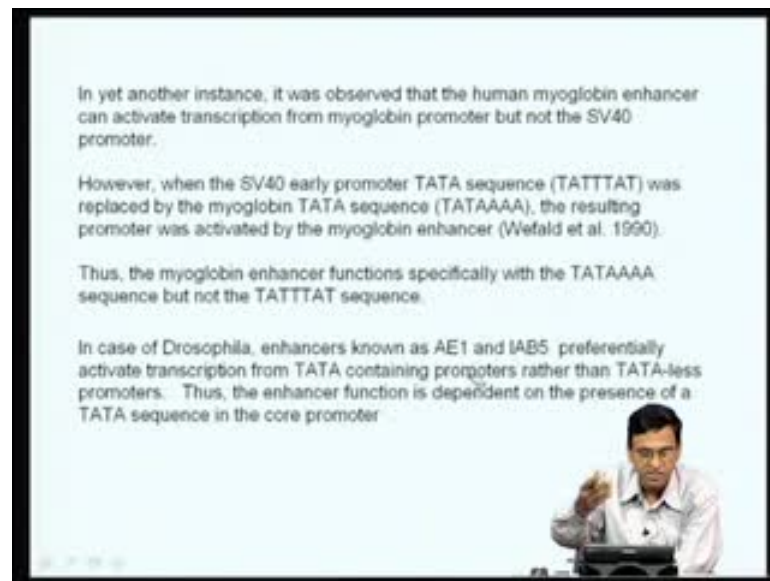 In yet another instance, it was observed that the human myoglobin enhancer
can activate transcription from myoglobin promoter but not the SV40
promoter.
However, when the SV40 early promoter TATA sequence (TATTTAT) was
replaced by the myoglobin TATA sequence (TATAAAA), the resulting
promoter was activated by the myoglobin enhancer (Wefald et al. 1990).
Thus, the myoglobin enhancer functions specifically with the TATAAAA
sequence but not the TATTTAT sequence.
In case of Drosophila, enhancers known as AE1 and IAB5 preferentially
activate transcription from TATA containing promoters rather than TATA-less
promoters. Thus, the enhancer function is dependent on the presence of a
TATA sequence in the core promoter